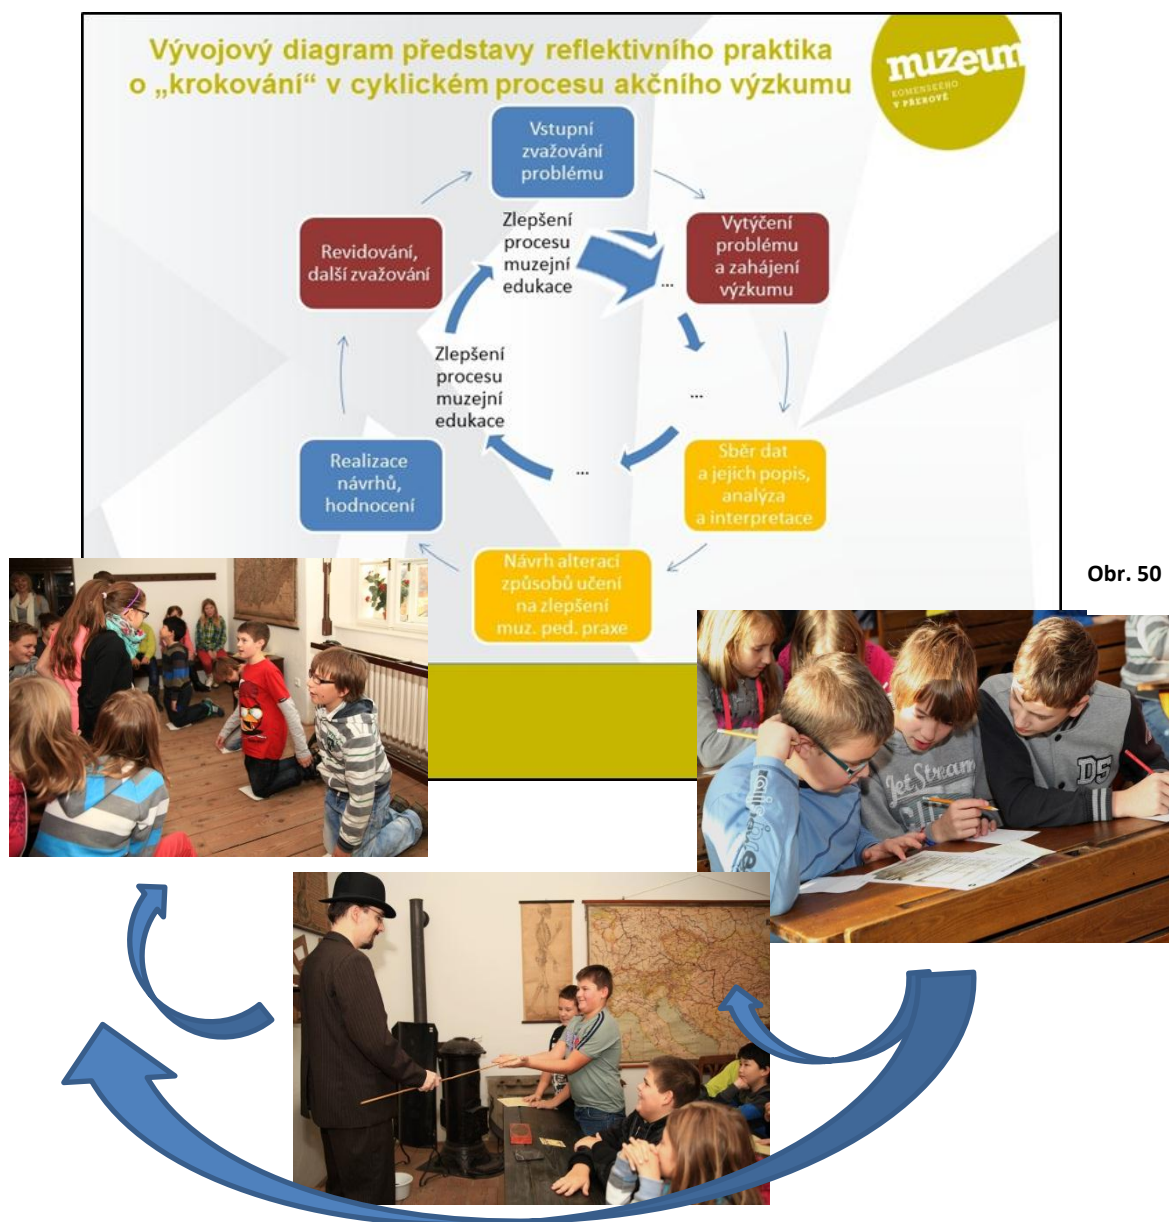 Vývojový diagram představy reflektivního praktika
o „krokování“ v cyklickém procesu akčního výzkumu
muzeum
KOMENSKÉHO
V PŘEROVĚ
Vstupní
zvažování
problému
Vytýčení
problému
a zahájení
výzkumu
Sběr dat
a jejich popis,
analýza
a interpretace
Návrh alterací
způsobů učení
na zlepšení
muz. ped. praxe
Realizace
návrhů,
hodnocení
Revidování,
další zvažování
Zlepšení
procesu
muzejní
edukace
...
...
...
Zlepšení
procesu
muzejní
edukace
Obr. 50
Jet Stream
D5